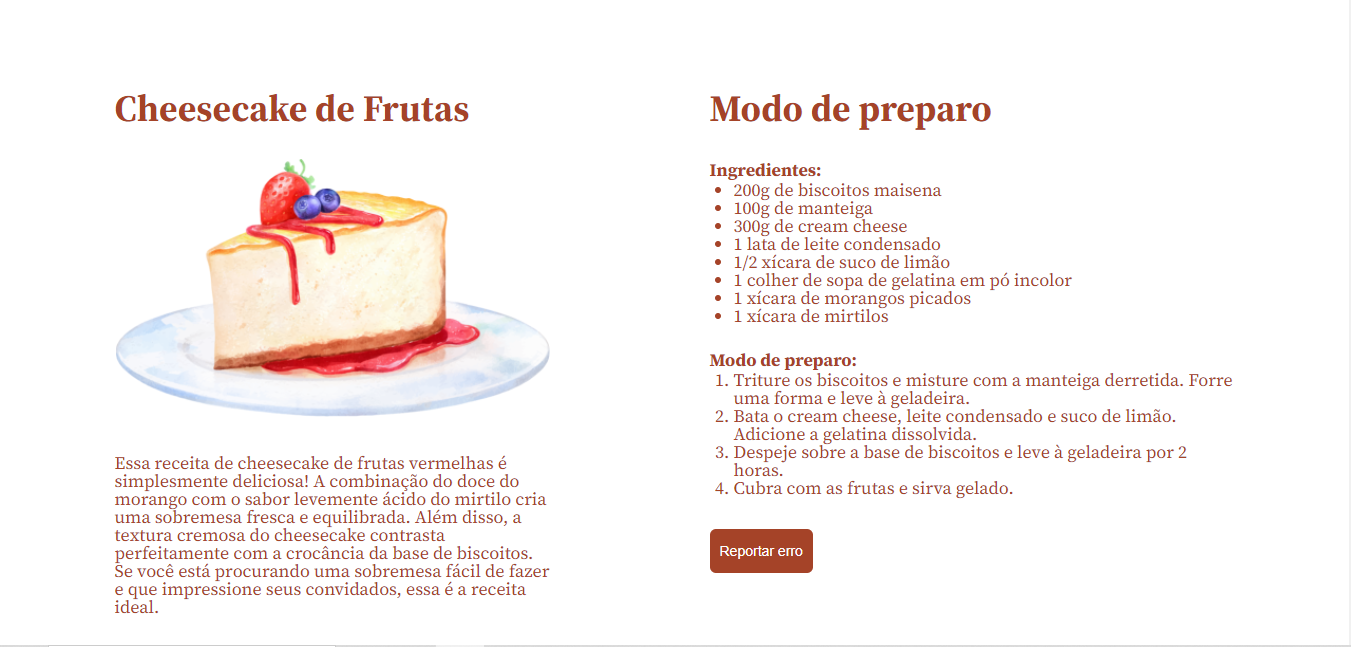 Cheesecake de Frutas
Essa receita de cheesecake de frutas vermelhas é
simplesmente deliciosa! A combinação do doce do
morango com o sabor levemente ácido do mirtilo cria
uma sobremesa fresca e equilibrada. Além disso, a
textura cremosa do cheesecake contrasta
perfeitamente com a crocância da base de biscoitos.
Se você está procurando uma sobremesa fácil de fazer
e que impressione seus convidados, essa é a receita
ideal.
Modo de preparo
Ingredientes:
• 200g de biscoitos maisena
• 100g de manteiga
• 300g de cream cheese
• 1 lata de leite condensado
• 1/2 xícara de suco de limão
• 1 colher de sopa de gelatina em pó incolor
• 1 xícara de morangos picados
• 1 xícara de mirtilos
Modo de preparo:
1. Triture os biscoitos e misture com a manteiga derretida. Forre
uma forma e leve à geladeira.
2. Bata o cream cheese, leite condensado e suco de limão.
Adicione a gelatina dissolvida.
3. Despeje sobre a base de biscoitos e leve à geladeira por 2
horas.
4. Cubra com as frutas e sirva gelado.
Reportar erro